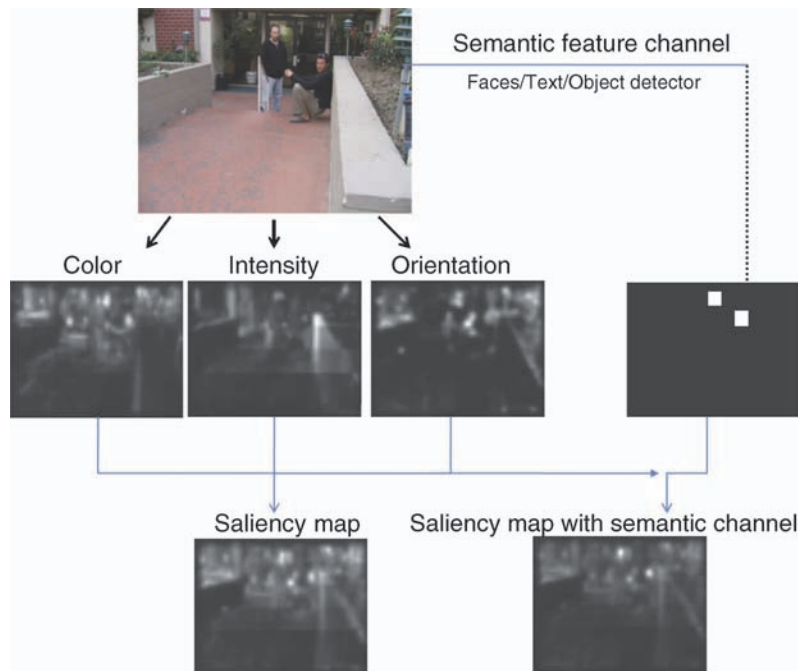 Semantic feature channel
Faces/Text/Object detector
Color
Intensity
Orientation
Saliency map
Saliency map with semantic channel